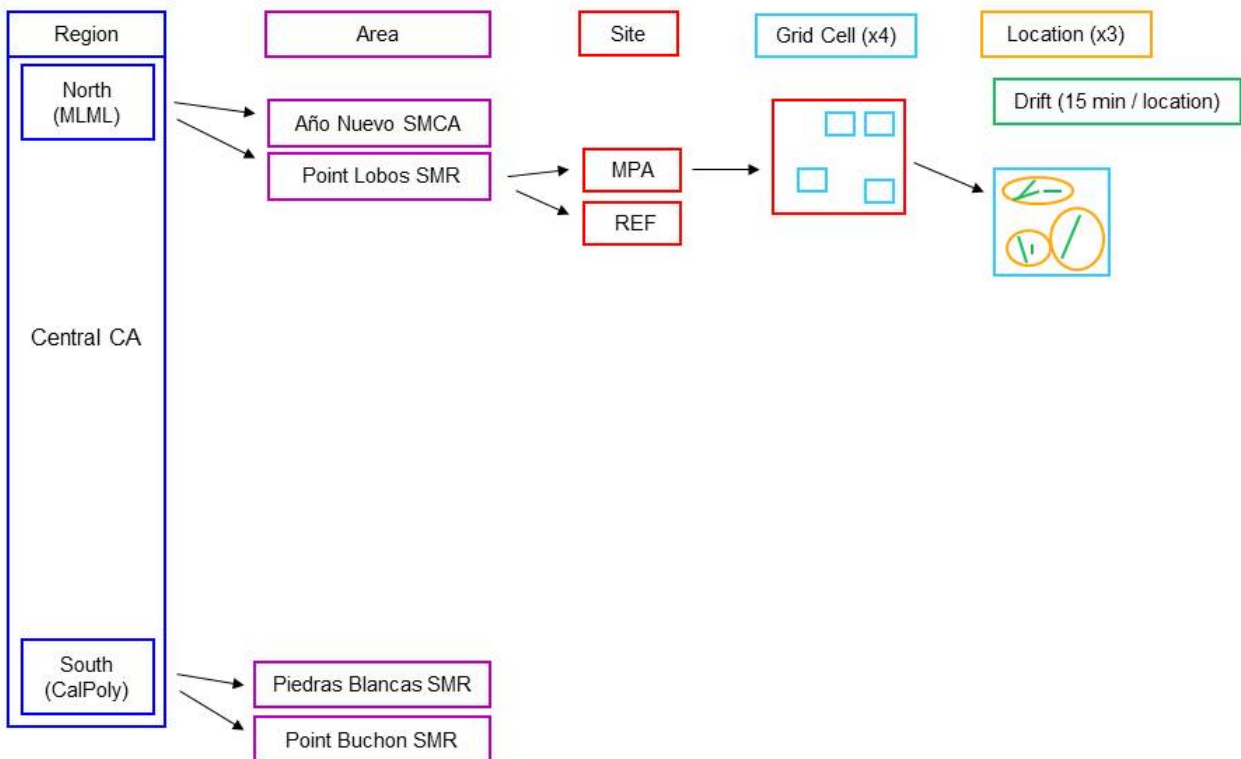 Region
Area
Site
Grid Cell (x4)
Location (x3)
North
(MLML)
Drift (15 min / location)
Año Nuevo SMCA
Point Lobos SMR
MPA
REF
Central CA
South
(CalPoly)
Piedras Blancas SMR
Point Buchon SMR